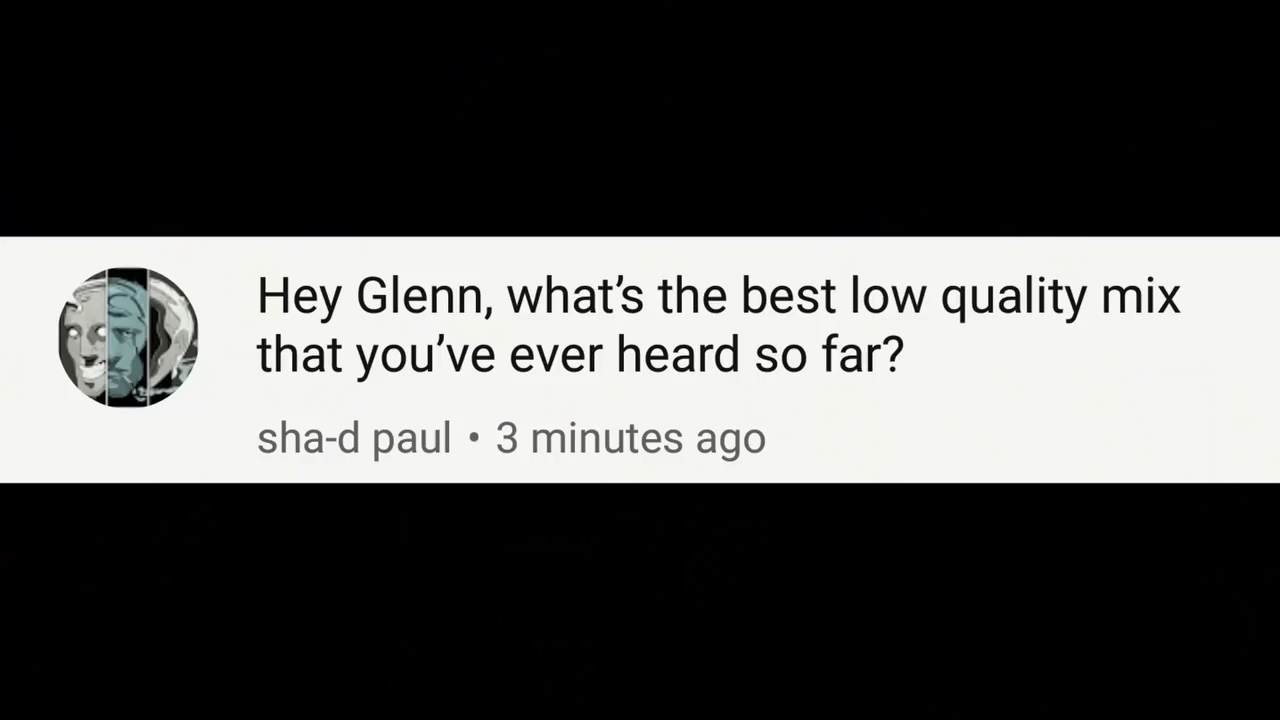 Hey Glenn, what’s the best low quality mix
that you’ve ever heard so far?
sha-d paul • 3 minutes ago